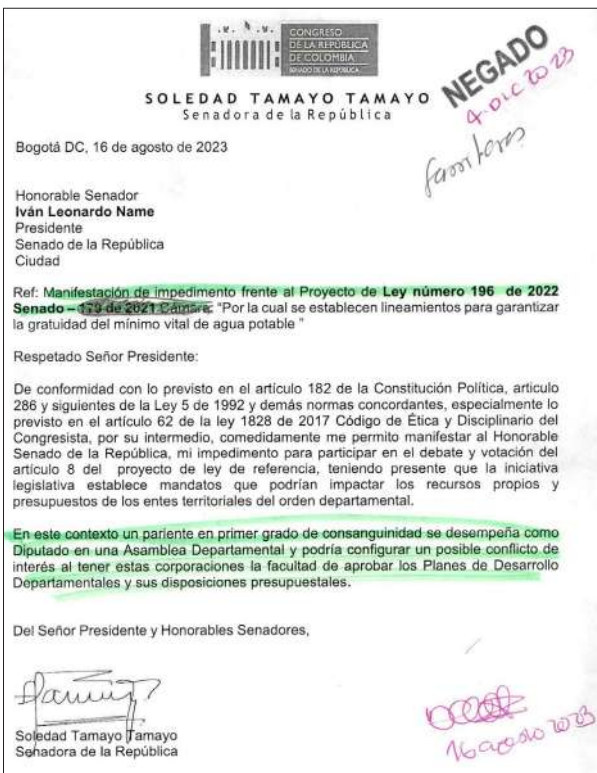 CONGRESO
DE LA REPÚBLICA
DE COLOMBIA
SENADO DE LA REPÚBLICA
NEGADO
4. DIC 2023
SOLEDAD TAMAYO TAMAYO
Senadora de la República
Bogotá DC, 16 de agosto de 2023
Honorable Senador
Iván Leonardo Name
Presidente
Senado de la República
Ciudad
Ref: Manifestación de impedimento frente al Proyecto de Ley número 196 de 2022
Senado – 179 de 2021 Cámara, "Por la cual se establecen lineamientos para garantizar
la gratuidad del mínimo vital de agua potable "
Respetado Señor Presidente:
De conformidad con lo previsto en el artículo 182 de la Constitución Política, articulo
286 y siguientes de la Ley 5 de 1992 y demás normas concordantes, especialmente lo
previsto en el artículo 62 de la ley 1828 de 2017 Código de Ética y Disciplinario del
Congresista, por su intermedio, comedidamente me permito manifestar al Honorable
Senado de la República, mi impedimento para participar en el debate y votación del
artículo 8 del proyecto de ley de referencia, teniendo presente que la iniciativa
legislativa establece mandatos que podrían impactar los recursos propios y
presupuestos de los entes territoriales del orden departamental.
En este contexto un pariente en primer grado de consanguinidad se desempeña como
Diputado en una Asamblea Departamental y podría configurar un posible conflicto de
interés al tener estas corporaciones la facultad de aprobar los Planes de Desarrollo
Departamentales y sus disposiciones presupuestales.
Del Señor Presidente y Honorables Senadores,
Soledad Tamayo Tamayo
Senadora de la República
16 agosto 2023